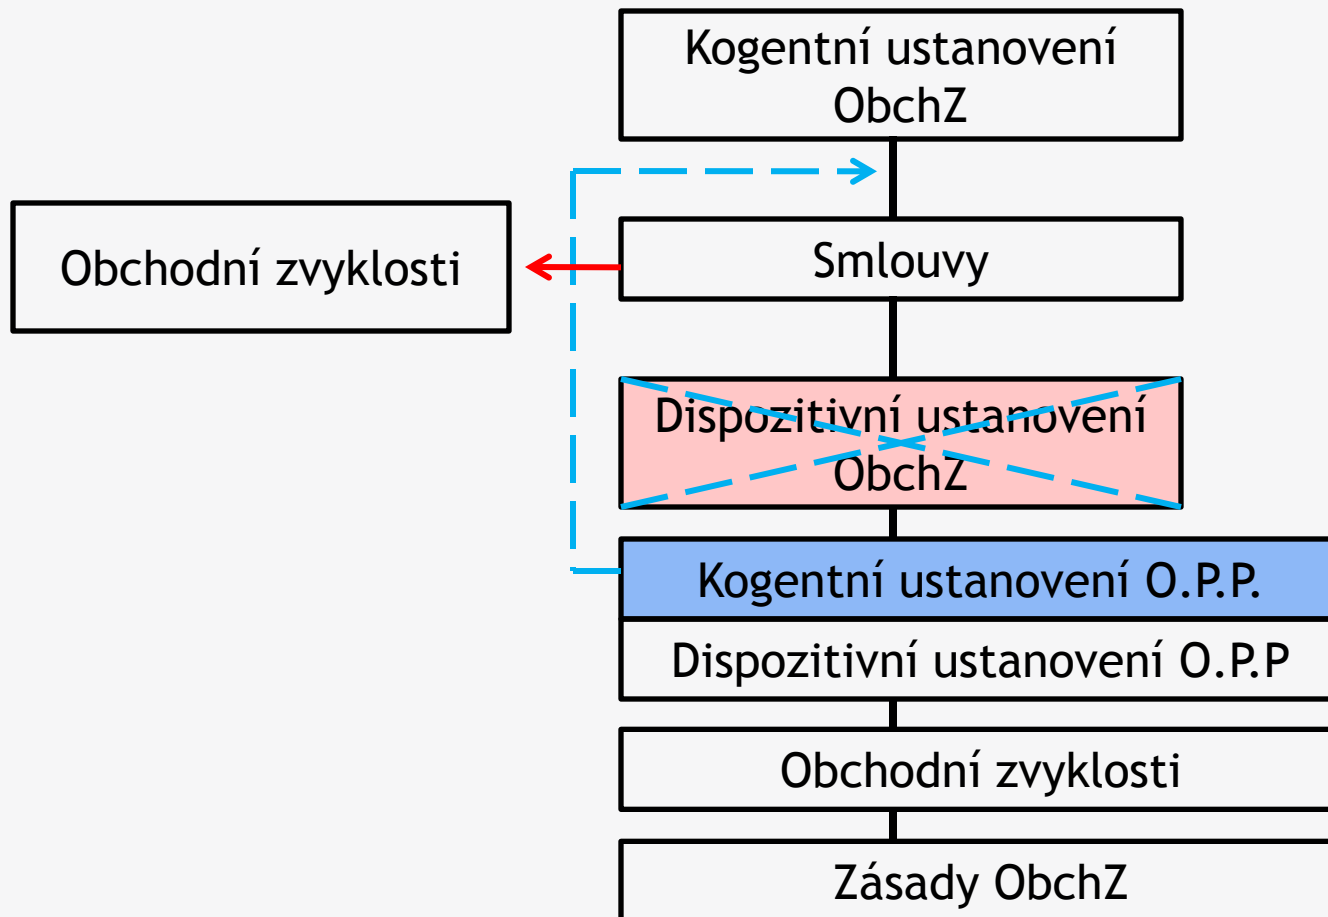 Kogentní ustanovení
ObchZ
Obchodní zvyklosti
Smlouvy
Dispozitivní ustanovení
ObchZ
Kogentní ustanovení O.P.P.
Dispozitivní ustanovení O.P.P
Obchodní zvyklosti
Zásady ObchZ